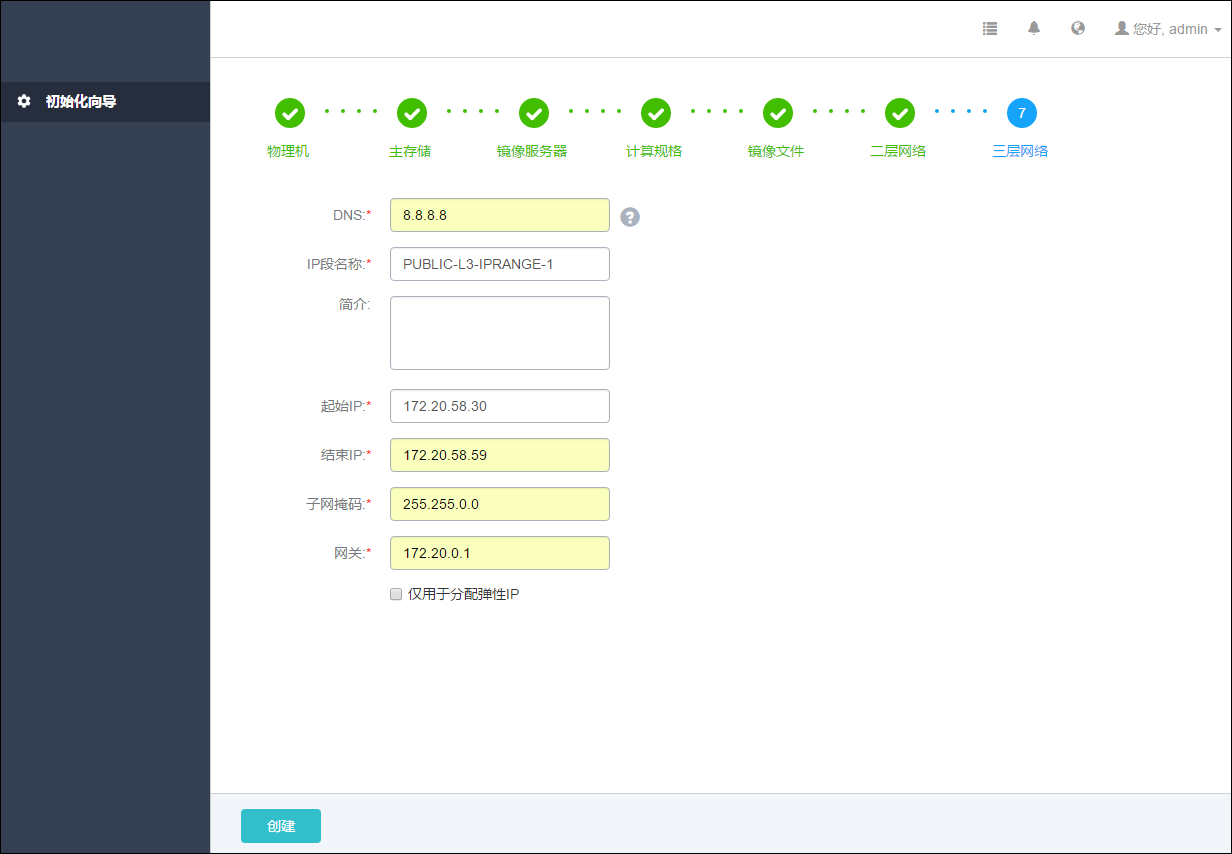 您好, admin
初始化向导
7
物理机 主存储 镜像服务器 计算规格 镜像文件 二层网络 三层网络
DNS:* 8.8.8.8 ?
IP段名称:* PUBLIC-L3-IPRANGE-1
简介:
起始IP:* 172.20.58.30
结束IP:* 172.20.58.59
子网掩码:* 255.255.0.0
网关:* 172.20.0.1
仅用于分配弹性IP
创建